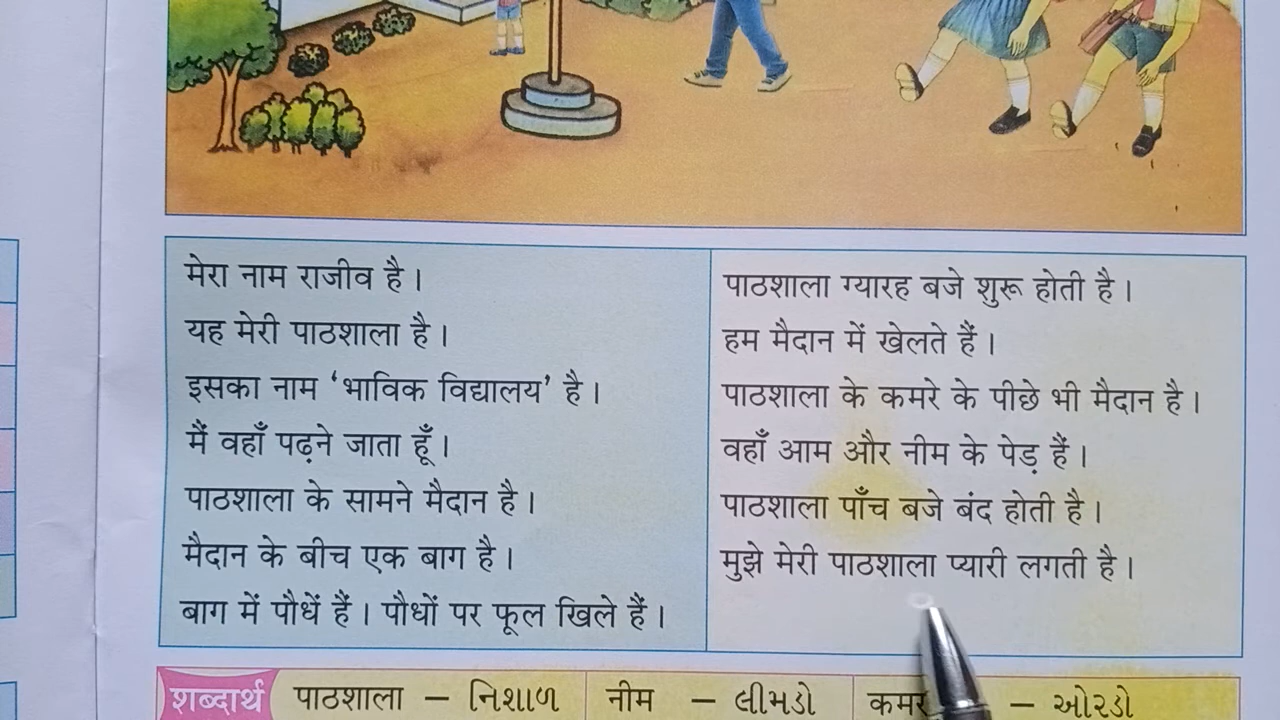 मेरा नाम राजीव है ।
यह मेरी पाठशाला है ।
इसका नाम ‘भाविक विद्यालय’ है ।
मैं वहाँ पढ़ने जाता हूँ ।
पाठशाला के सामने मैदान है ।
मैदान के बीच एक बाग है ।
बाग में पौधें हैं । पौधों पर फूल खिले हैं ।
पाठशाला ग्यारह बजे शुरू होती है ।
हम मैदान में खेलते हैं ।
पाठशाला के कमरे के पीछे भी मैदान है ।
वहाँ आम और नीम के पेड़ हैं ।
पाठशाला पाँच बजे बंद होती है ।
मुझे मेरी पाठशाला प्यारी लगती है ।
शब्दार्थ पाठशाला – નિશાળ नीम – લીમડો – ઓરડો